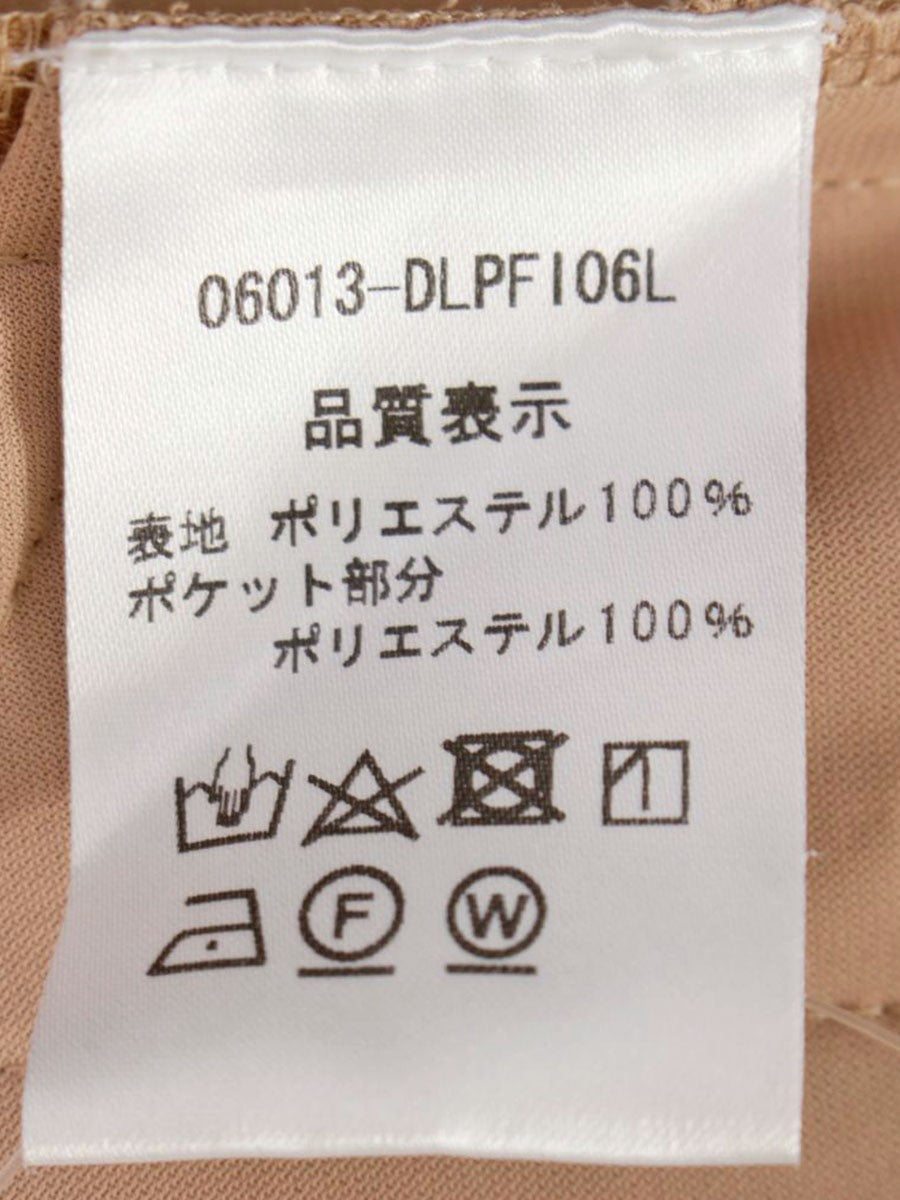 06013-DLPFI06L
品質表示
表地 ポリエステル100%
ポケット部分
ポリエステル100%
F W